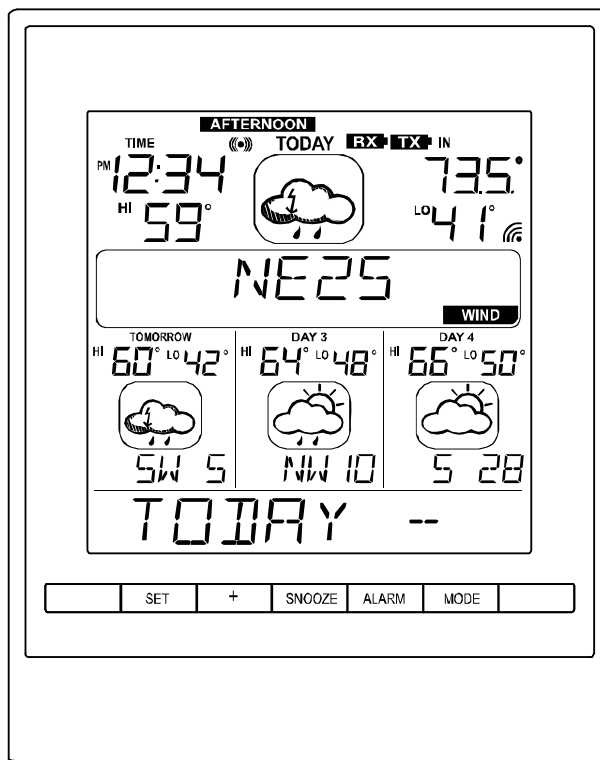 AFTERNOON
TIME TODAY RX TX IN
PM 12:34 73.5°
HI 59° LO 41°
NE25
WIND
TOMORROW DAY 3 DAY 4
HI 60° LO 42° HI 64° LO 48° HI 66° LO 50°
SW 5 NW 10 S 28
TODAY --
SET + SNOOZE ALARM MODE